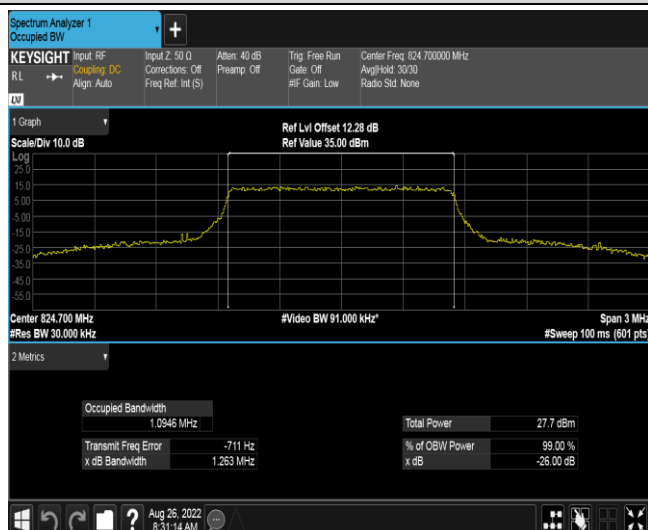 Spectrum Analyzer 1
Occupied BW
+
KEYSIGHT
RL
LXI
Input: RF
Coupling: DC
Align: Auto
Input Z: 50 Ω
Corrections: Off
Freq Ref: Int (S)
Atten: 40 dB
Preamp: Off
Trig: Free Run
Gate: Off
#IF Gain: Low
Center Freq: 824.700000 MHz
Avg|Hold: 30/30
Radio Std: None
1 Graph
Scale/Div 10.0 dB
Ref Lvl Offset 12.28 dB
Ref Value 35.00 dBm
Log
25.0
15.0
5.00
-5.00
-15.0
-25.0
-35.0
-45.0
-55.0
Center 824.700 MHz
#Res BW 30.000 kHz
#Video BW 91.000 kHz*
Span 3 MHz
#Sweep 100 ms (601 pts)
2 Metrics
Occupied Bandwidth
1.0946 MHz
Transmit Freq Error -711 Hz
x dB Bandwidth 1.263 MHz
Total Power 27.7 dBm
% of OBW Power 99.00 %
x dB -26.00 dB
?
Aug 26, 2022
8:31:14 AM